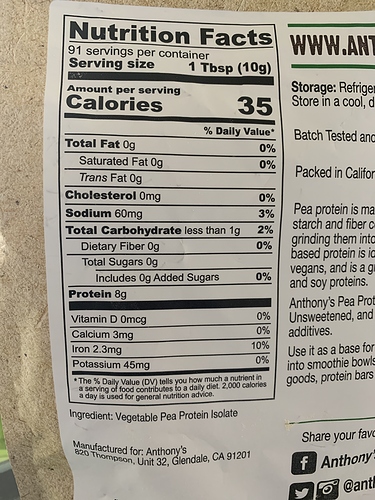 Nutrition Facts
91 servings per container
Serving size 1 Tbsp (10g)
Amount per serving
Calories 35
% Daily Value*
Total Fat 0g 0%
Saturated Fat 0g 0%
Trans Fat 0g
Cholesterol 0mg 0%
Sodium 60mg 3%
Total Carbohydrate less than 1g 2%
Dietary Fiber 0g 0%
Total Sugars 0g
Includes 0g Added Sugars 0%
Protein 8g
Vitamin D 0mcg 0%
Calcium 3mg 0%
Iron 2.3mg 10%
Potassium 45mg 0%
* The % Daily Value (DV) tells you how much a nutrient in
a serving of food contributes to a daily diet. 2,000 calories
a day is used for general nutrition advice.
Ingredient: Vegetable Pea Protein Isolate
Manufactured for: Anthony's
820 Thompson, Unit 32, Glendale, CA 91201
WWW.ANT
Storage: Refriger
Store in a cool, d
Batch Tested and
Packed in Califor
Pea protein is ma
starch and fiber c
grinding them into
based protein is id
vegans, and is a g
and soy proteins.
Anthony's Pea Prot
Unsweetened, and
additives.
Use it as a base for
into smoothie bowls
goods, protein bars
Share your favo
f Anthony'
@anth